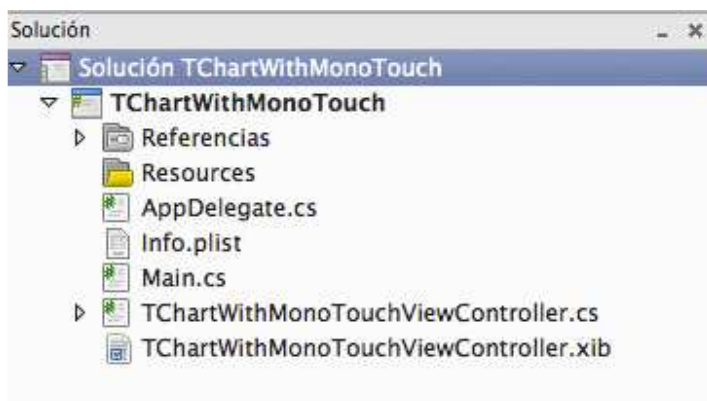 Solución
Solución TChartWithMonoTouch
TChartWithMonoTouch
Referencias
Resources
AppDelegate.cs
Info.plist
Main.cs
TChartWithMonoTouchViewController.cs
TChartWithMonoTouchViewController.xib